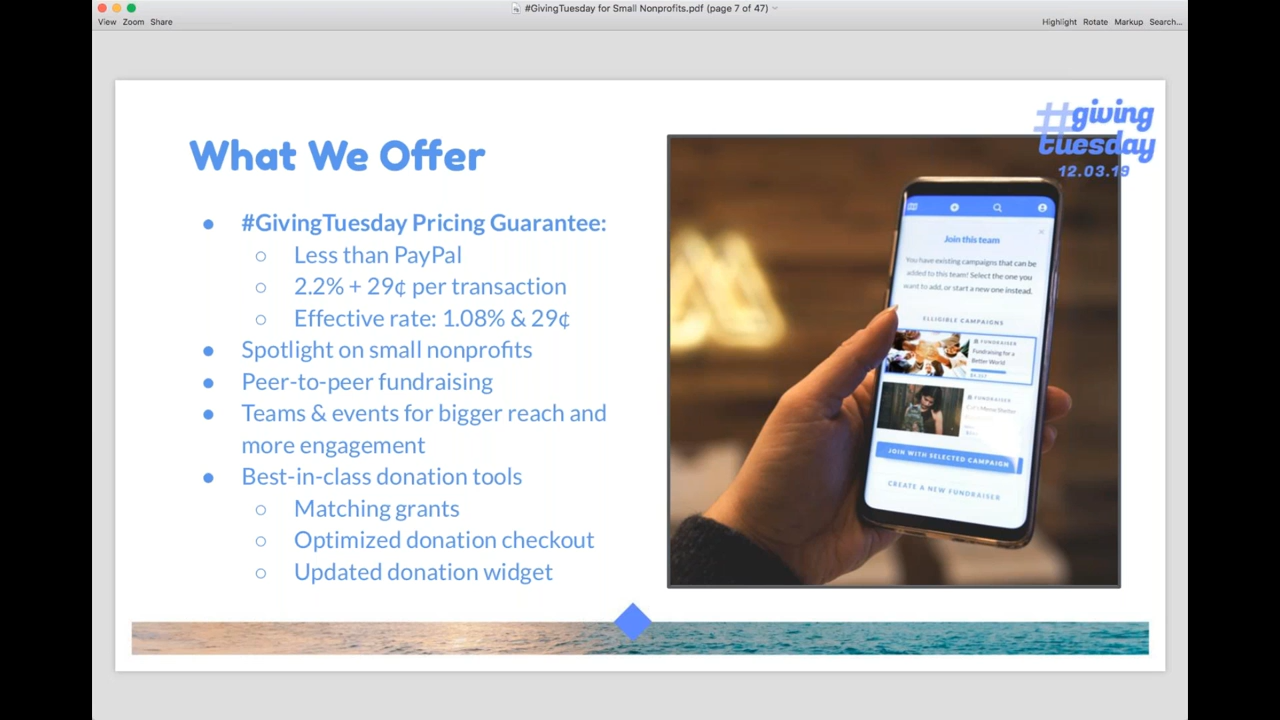 #GivingTuesday for Small Nonprofits.pdf (page 7 of 47)
View Zoom Share
Highlight Rotate Markup Search...
#giving
tuesday
12.03.19
What We Offer
● #GivingTuesday Pricing Guarantee:
○ Less than PayPal
○ 2.2% + 29¢ per transaction
○ Effective rate: 1.08% & 29¢
● Spotlight on small nonprofits
● Peer-to-peer fundraising
● Teams & events for bigger reach and
more engagement
● Best-in-class donation tools
○ Matching grants
○ Optimized donation checkout
○ Updated donation widget
Join this team
You have existing campaigns that can be
added to this team! Select the one you
want to add, or start a new one instead.
ELLIGIBLE CAMPAIGNS
FUNDRAISER
Fundraising for a
Better World
FUNDRAISER
JOIN WITH SELECTED CAMPAIGN
CREATE A NEW FUNDRAISER